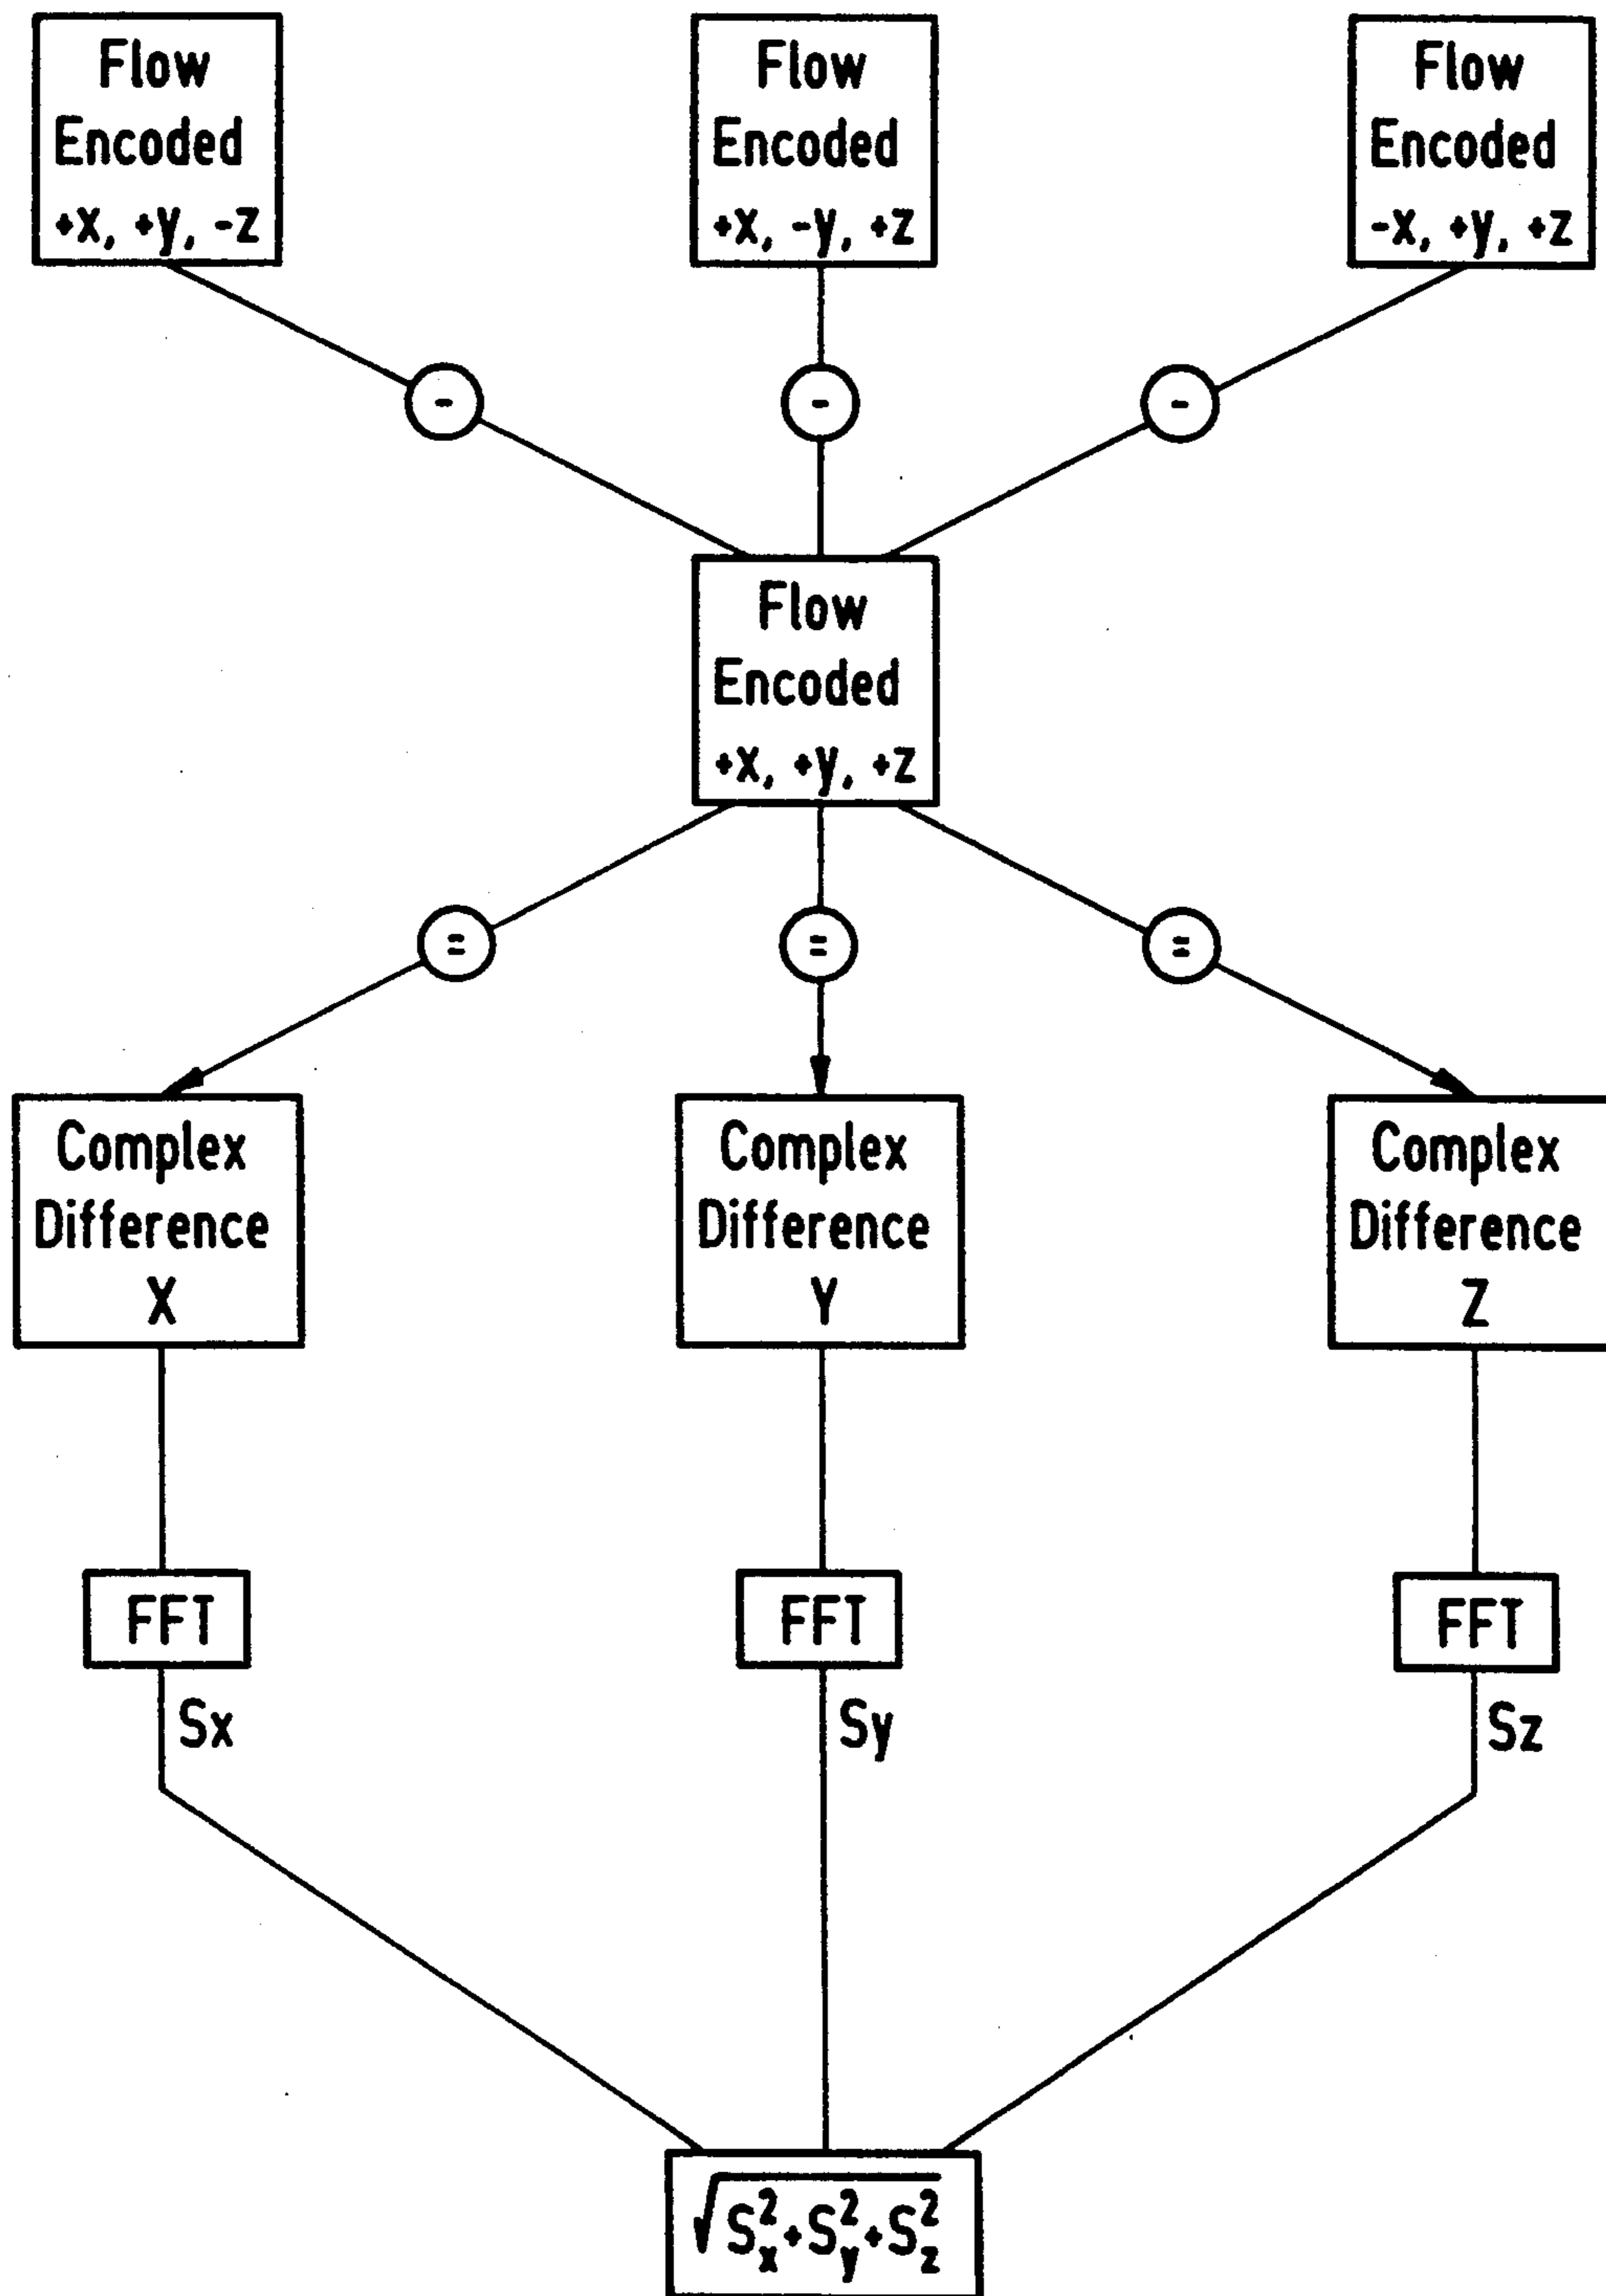 Flow
Encoded
+x, +y, -z
Flow
Encoded
+x, -y, +z
Flow
Encoded
-x, +y, +z
-
-
-
Flow
Encoded
+x, +y, +z
=
=
=
Complex
Difference
X
Complex
Difference
Y
Complex
Difference
Z
FFT
FFT
FFT
Sx
Sy
Sz
√S²x+S²y+S²z